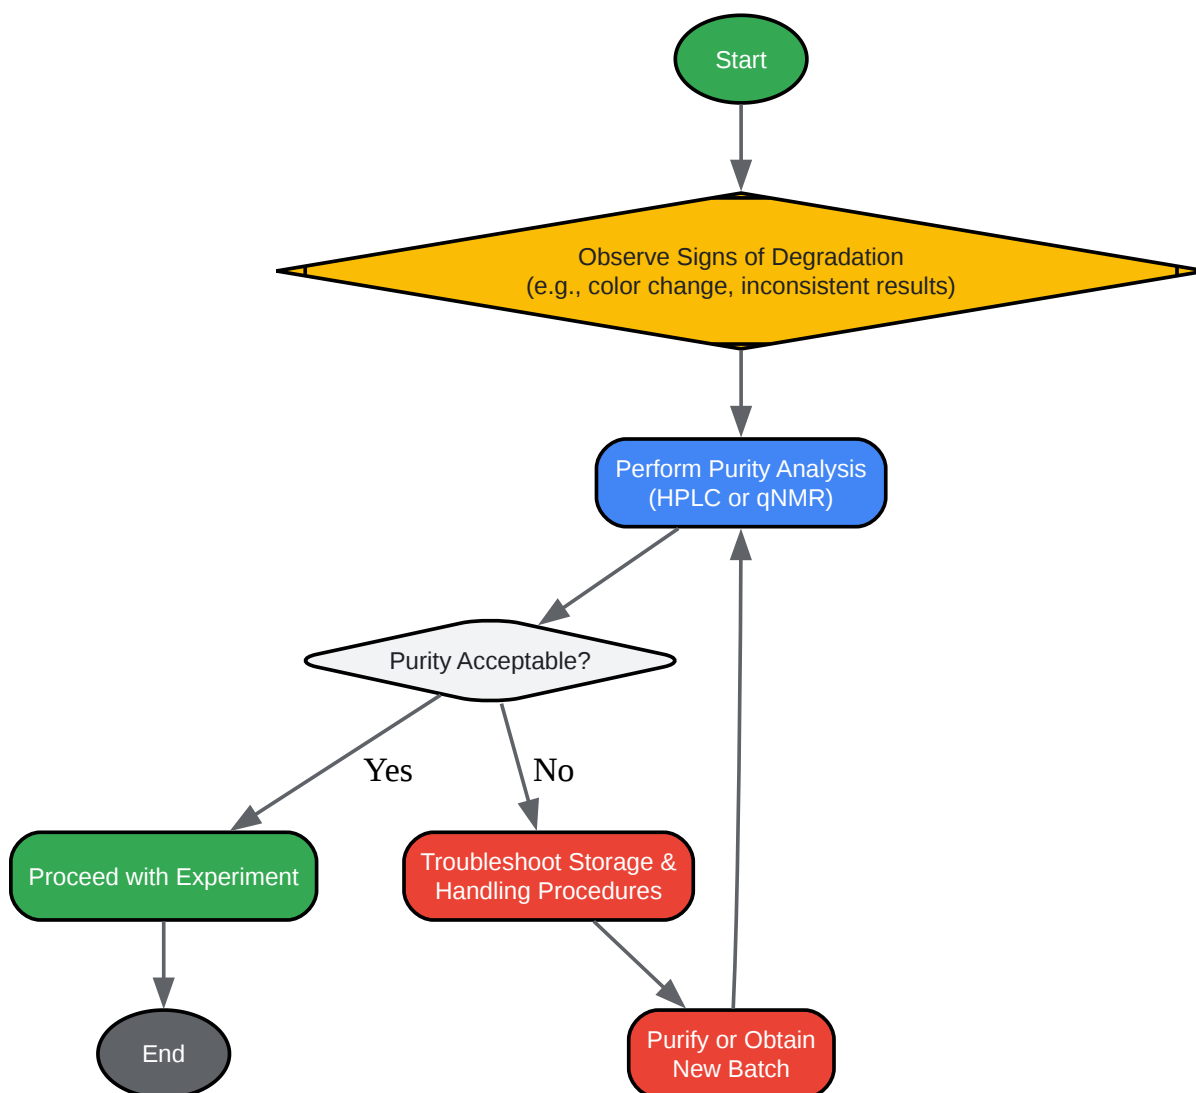 Start
Observe Signs of Degradation
(e.g., color change, inconsistent results)
Perform Purity Analysis
(HPLC or qNMR)
Purity Acceptable?
Yes
No
Proceed with Experiment
Troubleshoot Storage &
Handling Procedures
End
Purify or Obtain
New Batch